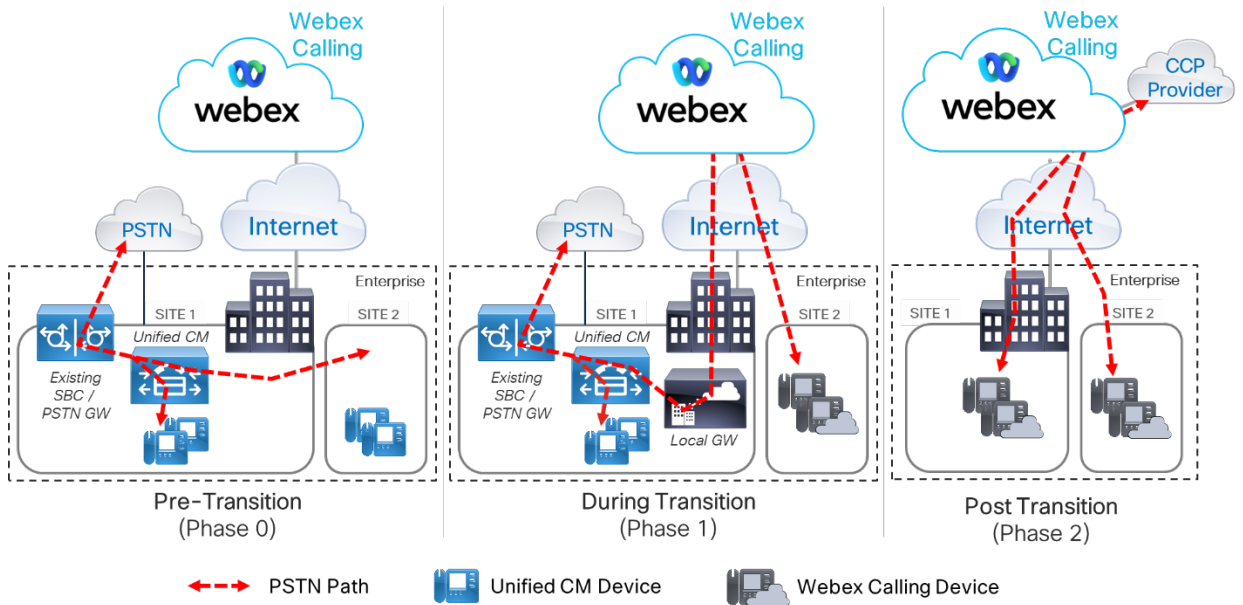 Webex
Calling
webex
Internet
PSTN
Enterprise
SITE 1
SITE 2
Unified CM
Existing
SBC /
PSTN GW
Pre-Transition
(Phase 0)
Webex
Calling
webex
Internet
PSTN
Enterprise
SITE 1
SITE 2
Unified CM
Existing
SBC /
PSTN GW
Local GW
During Transition
(Phase 1)
Webex
Calling
webex
CCP
Provider
Internet
Enterprise
SITE 1
SITE 2
Post Transition
(Phase 2)
PSTN Path
Unified CM Device
Webex Calling Device